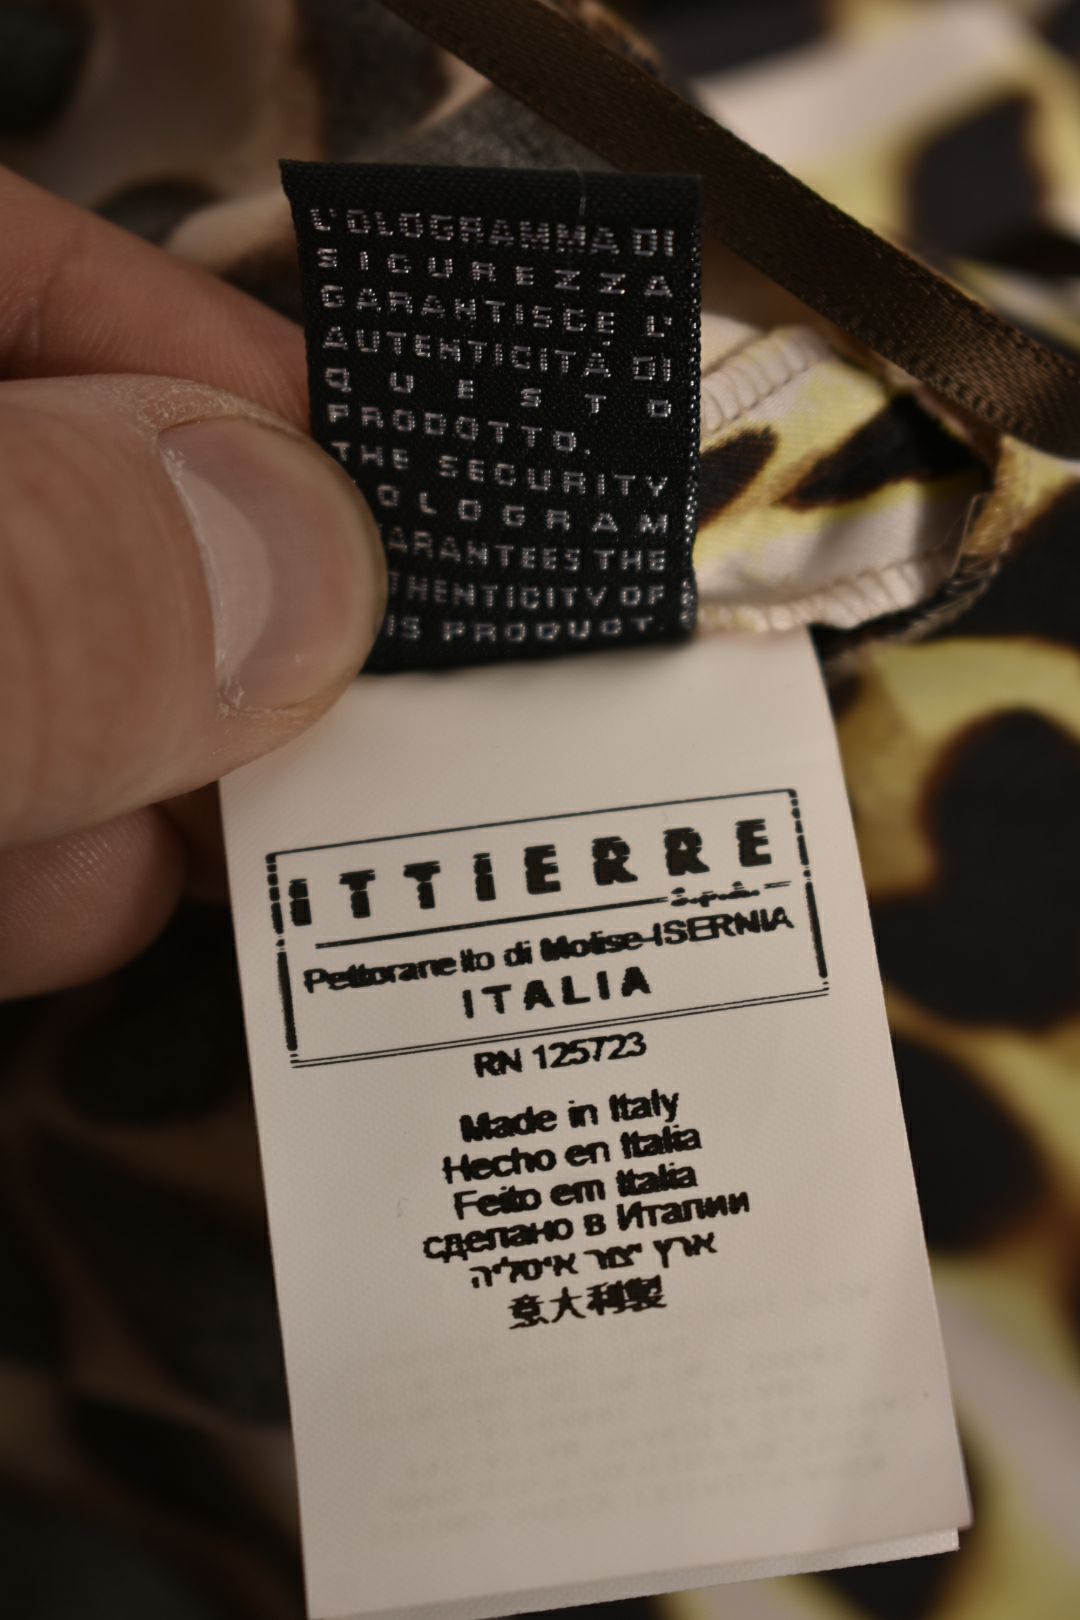 L'OLOGRAMMA DI
SICUREZZA
GARANTISCE L'
AUTENTICITÀ DI
QUESTO
PRODOTTO.
THE SECURITY
OLOGRAM
ARANTEES THE
THENTICITY OF
IS PRODUCT.
ITTIERRE
S.p.A.
Pettoranello di Molise-ISERNIA
ITALIA
RN 125723
Made in Italy
Hecho en Italia
Feito em Italia
сделано в Италии
ארץ יצור איטליה
意大利製